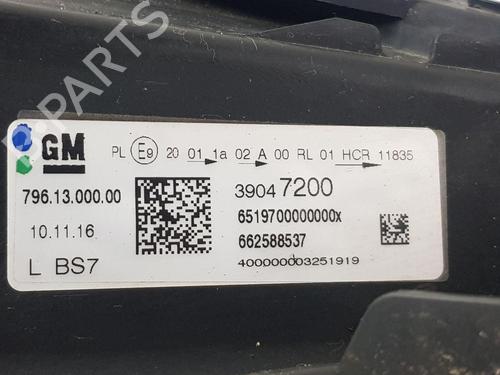 B PARTS
GM PL E9 20 01 1a 02 A 00 RL 01 HCR 11835
796.13.000.00 39047200
6519700000000x
10.11.16 662588537
L BS7 400000003251919